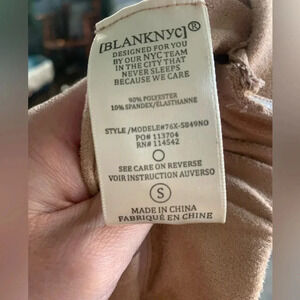 [BLANKNYC]®
DESIGNED FOR YOU
BY OUR NYC TEAM
IN THE CITY THAT
NEVER SLEEPS
BECAUSE WE CARE
90% POLYESTER
10% SPANDEX/ÉLASTHANNE
STYLE/MODELE#76X-5849NO
PO# 113704
RN# 114542
SEE CARE ON REVERSE
VOIR INSTRUCTION AUVERSO
S
MADE IN CHINA
FABRIQUÉ EN CHINE